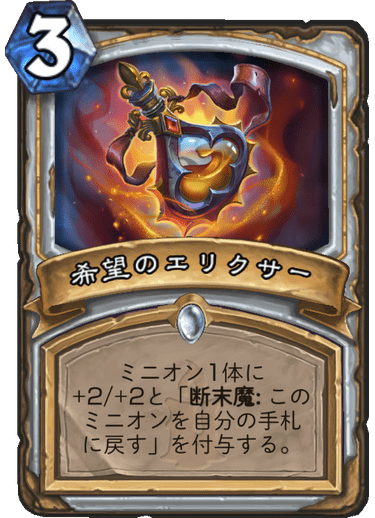 3
希望のエリクサー
ミニオン1体に
+2/+2と「断末魔: この
ミニオンを自分の手札
に戻す」を付与する。